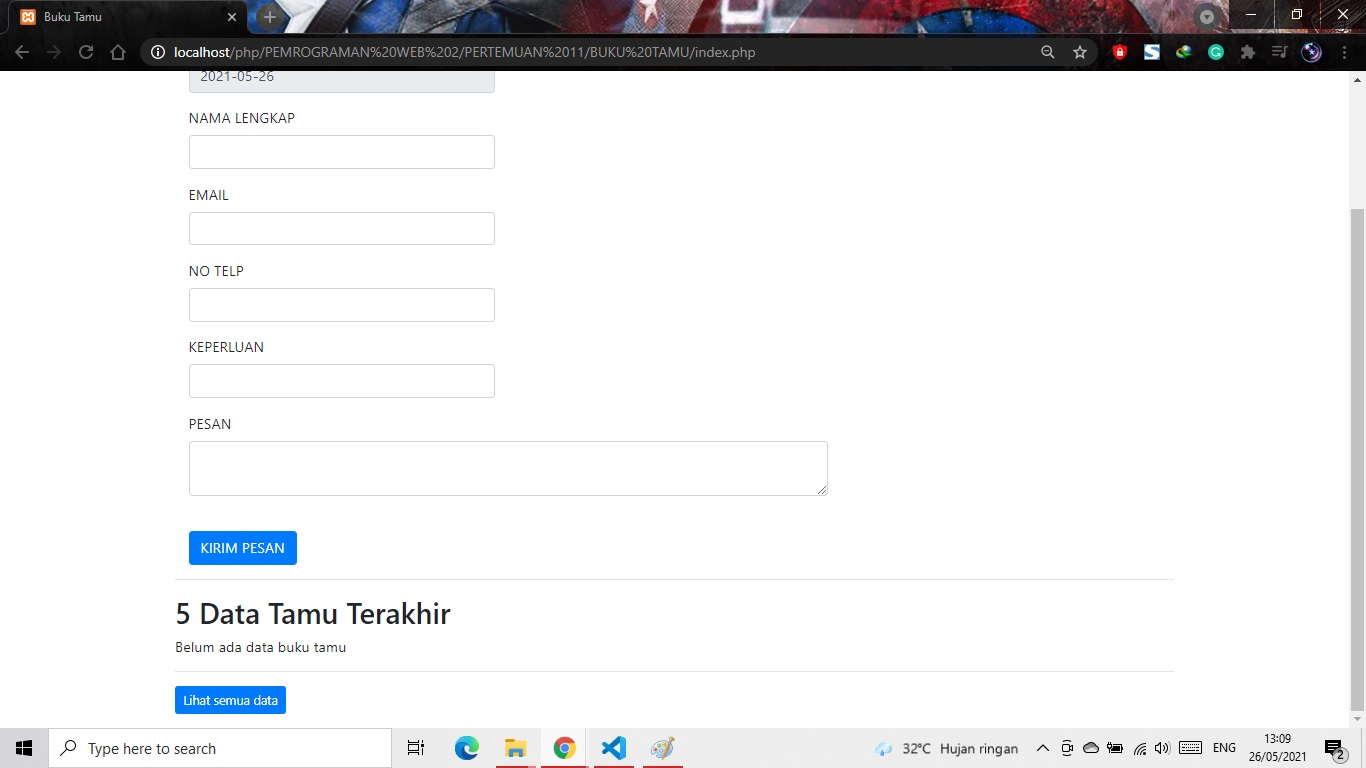 Buku Tamu
localhost/php/PEMROGRAMAN%20WEB%202/PERTEMUAN%2011/BUKU%20TAMU/index.php
2021-05-26
NAMA LENGKAP
EMAIL
NO TELP
KEPERLUAN
PESAN
KIRIM PESAN
5 Data Tamu Terakhir
Belum ada data buku tamu
Lihat semua data
Type here to search
32°C Hujan ringan
ENG
13:09
26/05/2021
2